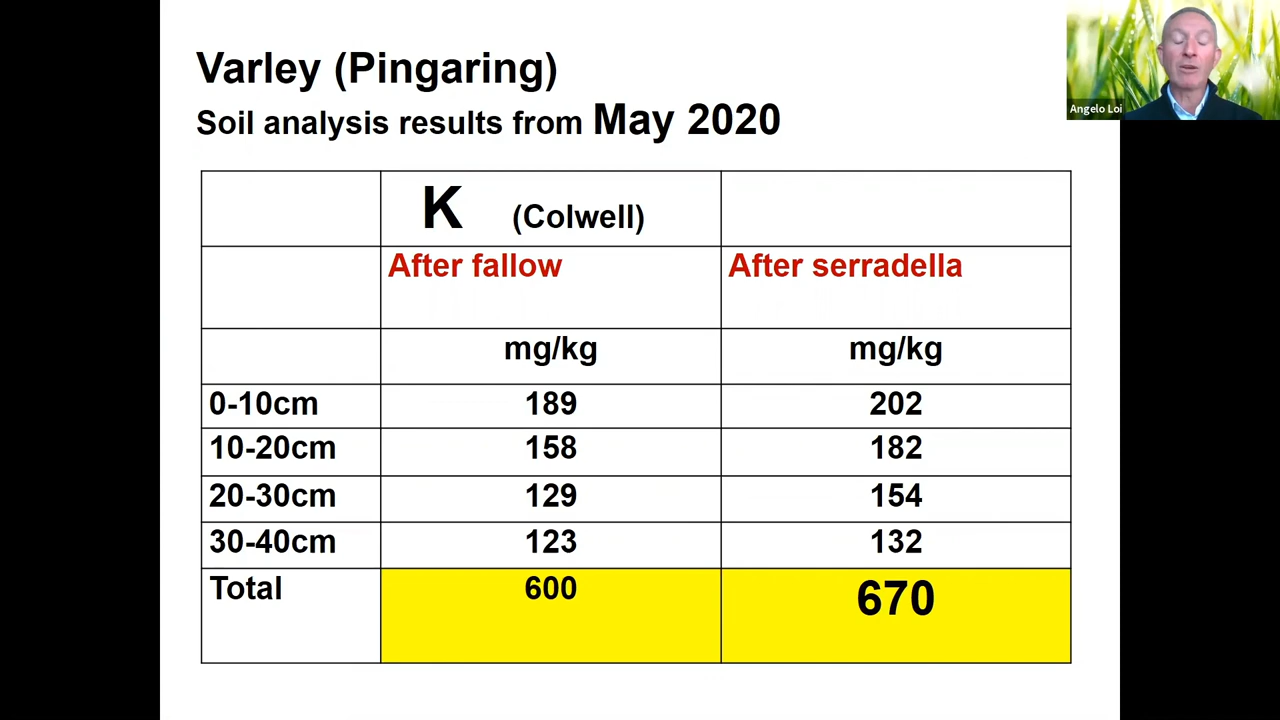 Varley (Pingaring)
Soil analysis results from May 2020
K (Colwell)
After fallow After serradella
mg/kg mg/kg
0-10cm 189 202
10-20cm 158 182
20-30cm 129 154
30-40cm 123 132
Total 600 670
Angelo Loi